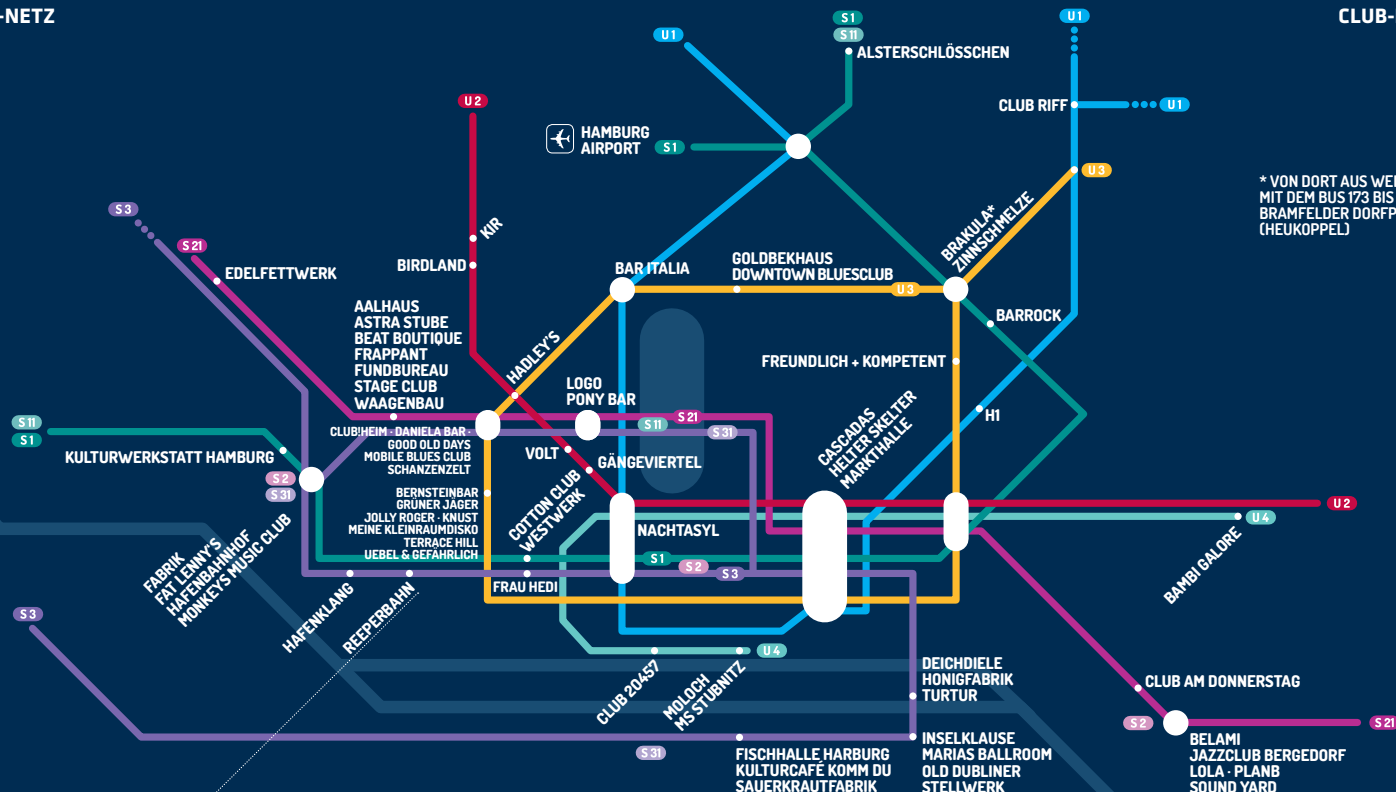 -NETZ
CLUB-
S1
S11
U1
U1
ALSTERSCHLÖSSCHEN
U2
CLUB RIFF
U1
HAMBURG
AIRPORT
S1
U3
* VON DORT AUS WEI
MIT DEM BUS 173 BIS
BRAMFELDER DORFP
(HEUKOPPEL)
S3
S21
KIR
BRAKULA*
ZINNSCHMELZE
BIRDLAND
EDELFETTWERK
BAR ITALIA
GOLDBEKHAUS
DOWNTOWN BLUESCLUB
U3
BARROCK
AALHAUS
ASTRA STUBE
BEAT BOUTIQUE
FRAPPANT
FUNDBUREAU
STAGE CLUB
WAAGENBAU
HADLEY'S
FREUNDLICH + KOMPETENT
LOGO
PONY BAR
S21
S11
S31
CASCADAS
HELTER SKELTER
MARKTHALLE
H1
S11
S1
CLUB!HEIM · DANIELA BAR ·
GOOD OLD DAYS
MOBILE BLUES CLUB
SCHANZENZELT
KULTURWERKSTATT HAMBURG
VOLT
GÄNGEVIERTEL
S2
S31
BERNSTEINBAR
GRÜNER JÄGER
JOLLY ROGER · KNUST
MEINE KLEINRAUMDISKO
TERRACE HILL
UEBEL & GEFÄHRLICH
COTTON CLUB
WESTWERK
NACHTASYL
U2
U4
FABRIK
FAT LENNY'S
HAFENBAHNHOF
MONKEYS MUSIC CLUB
S1
S2
S3
FRAU HEDI
BAMBI GALORE
HAFENKLANG
REEPERBAHN
S3
U4
CLUB 20457
MOLOCH
MS STUBNITZ
DEICHDIELE
HONIGFABRIK
TURTUR
CLUB AM DONNERSTAG
S2
S21
S31
FISCHHALLE HARBURG
KULTURCAFÉ KOMM DU
SAUERKRAUTFABRIK
INSELKLAUSE
MARIAS BALLROOM
OLD DUBLINER
STELLWERK
BELAMI
JAZZCLUB BERGEDORF
LOLA · PLANB
SOUND YARD